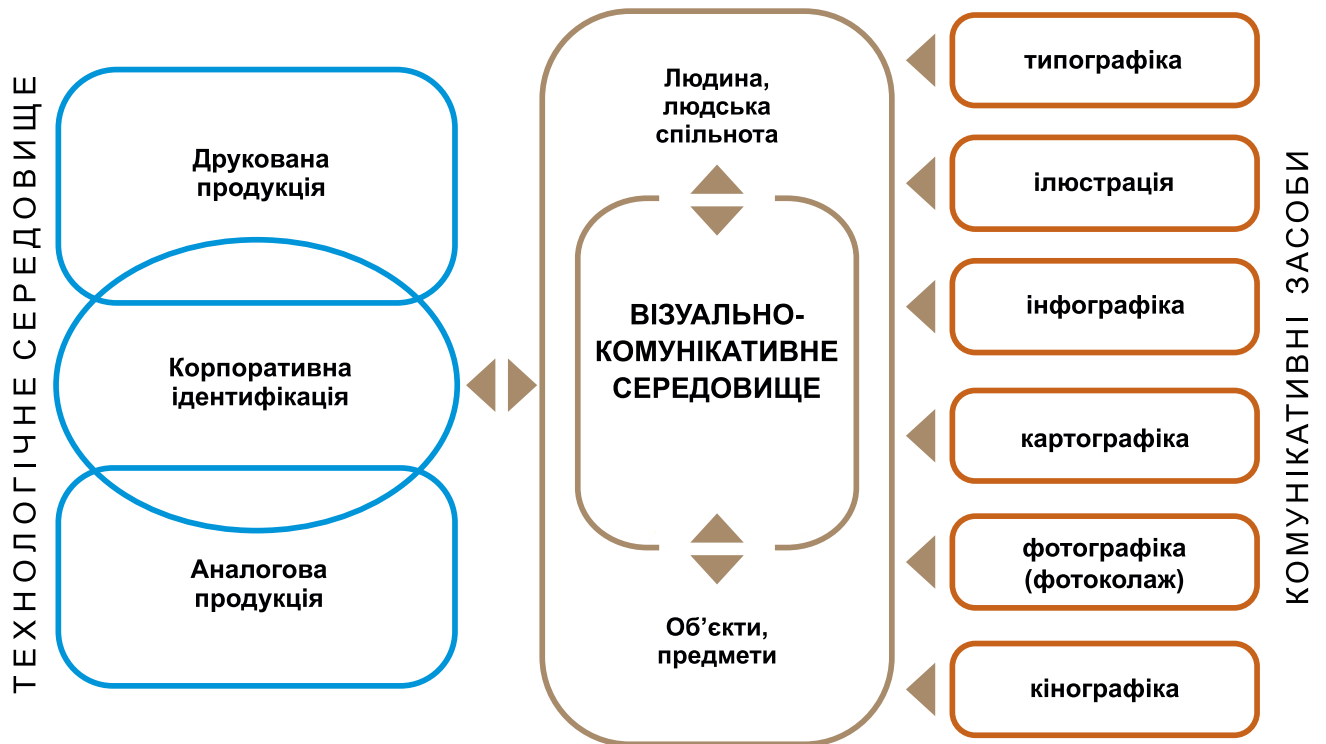 ТЕХНОЛОГІЧНЕ СЕРЕДОВИЩЕ
Друкована
продукція
Корпоративна
ідентифікація
Аналогова
продукція
Людина,
людська
спільнота
ВІЗУАЛЬНО-
КОМУНІКАТИВНЕ
СЕРЕДОВИЩЕ
Об’єкти,
предмети
типографіка
ілюстрація
інфографіка
картографіка
фотографіка
(фотоколаж)
кінографіка
КОМУНІКАТИВНІ ЗАСОБИ